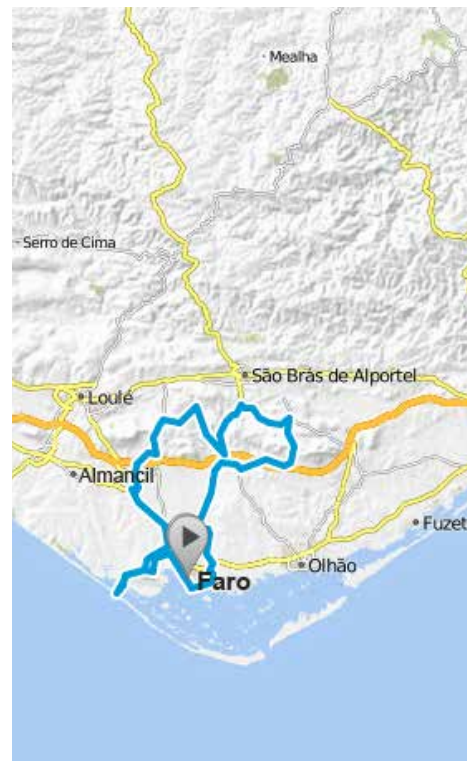 Mealha
Serro de Cima
São Brás de Alportel
Loulé
Almancil
Fuzet
Olhão
Faro